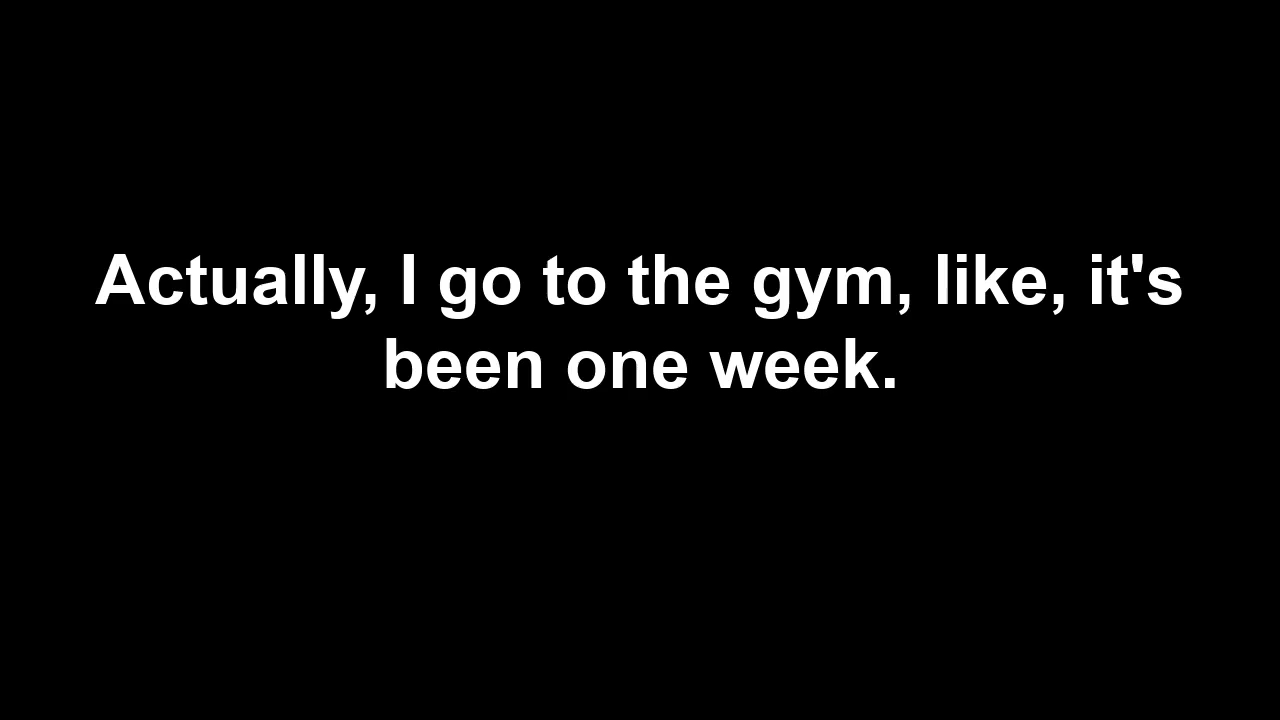 Actually, I go to the gym, like, it's
been one week.